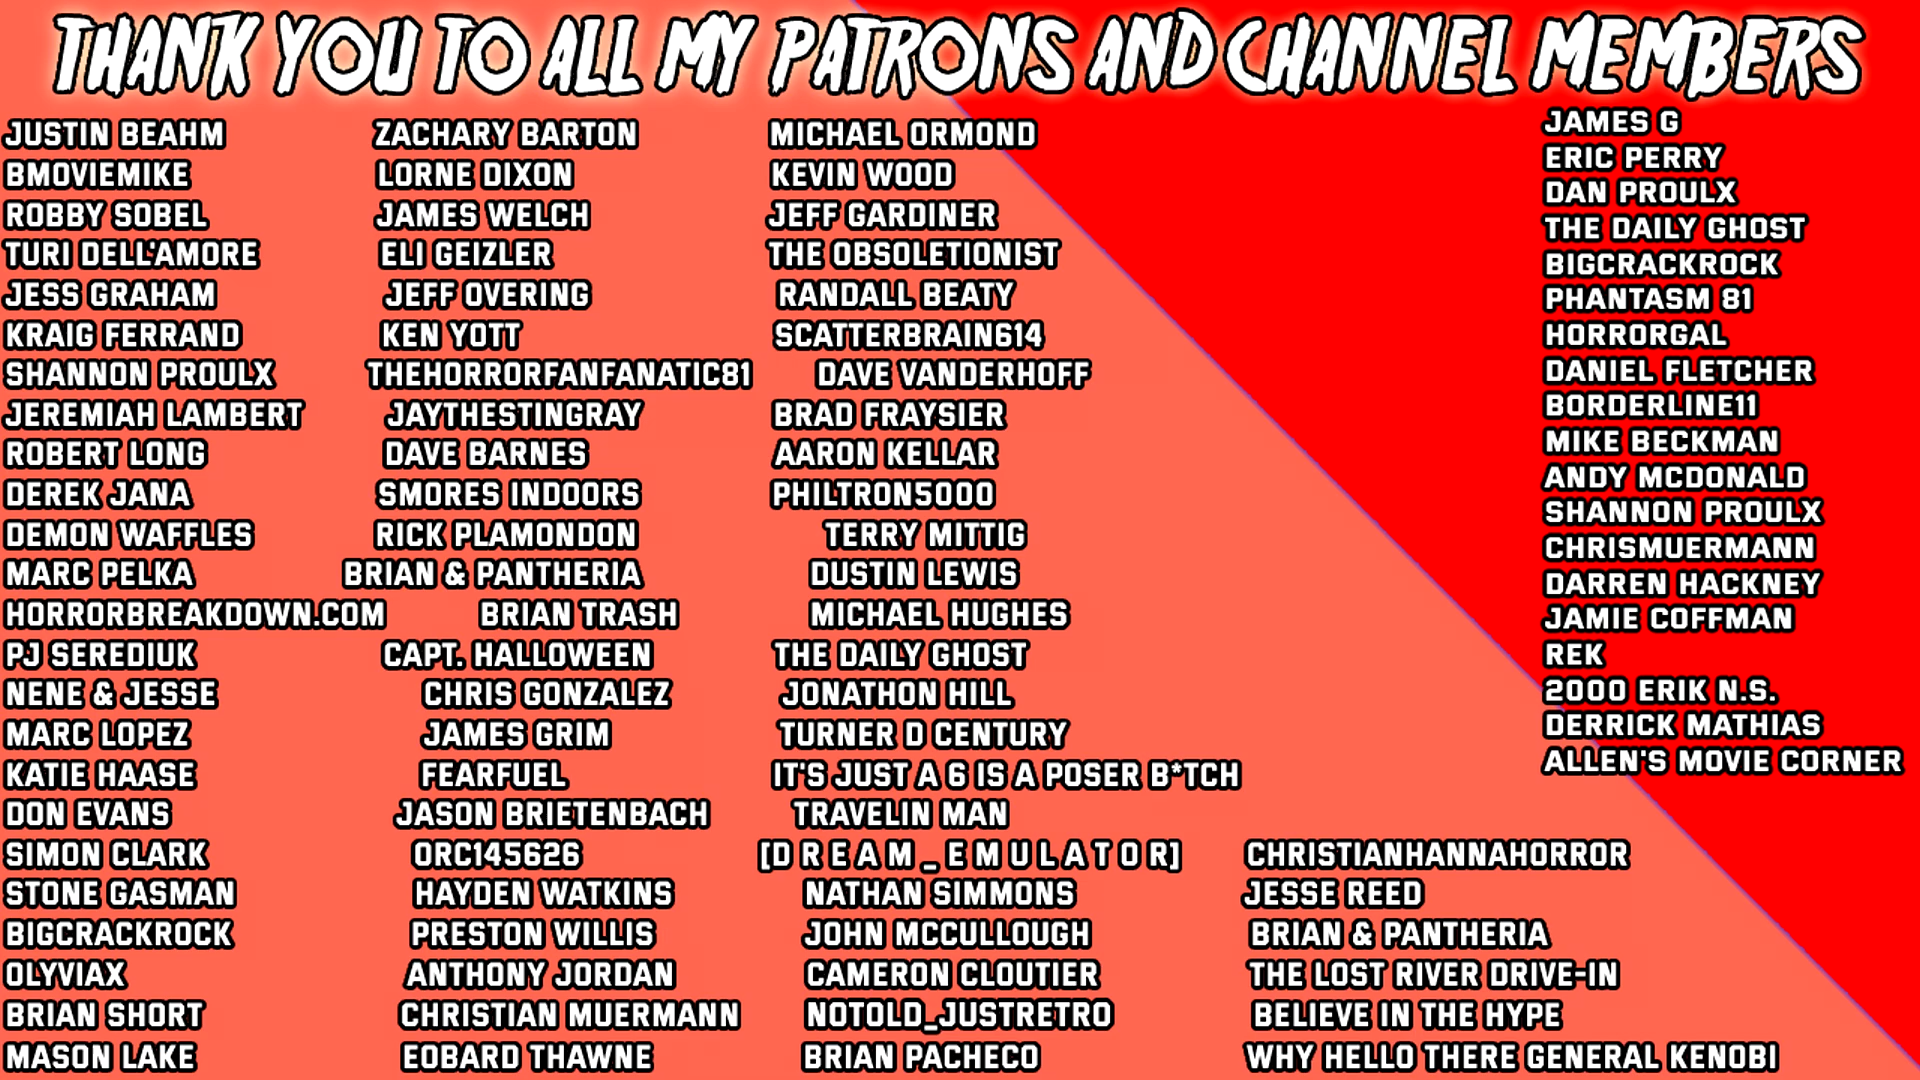 THANK YOU TO ALL MY PATRONS AND CHANNEL MEMBERS
JUSTIN BEAHM
BMOVIEMIKE
ROBBY SOBEL
TURI DELL'AMORE
JESS GRAHAM
KRAIG FERRAND
SHANNON PROULX
JEREMIAH LAMBERT
ROBERT LONG
DEREK JANA
DEMON WAFFLES
MARC PELKA
HORRORBREAKDOWN.COM
PJ SEREDIUK
NENE & JESSE
MARC LOPEZ
KATIE HAASE
DON EVANS
SIMON CLARK
STONE GASMAN
BIGCRACKROCK
OLYVIAX
BRIAN SHORT
MASON LAKE
ZACHARY BARTON
LORNE DIXON
JAMES WELCH
ELI GEIZLER
JEFF OVERING
KEN YOTT
THEHORRORFANFANATIC81
JAYTHESTINGRAY
DAVE BARNES
SMORES INDOORS
RICK PLAMONDON
BRIAN & PANTHERIA
BRIAN TRASH
CAPT. HALLOWEEN
CHRIS GONZALEZ
JAMES GRIM
FEARFUEL
JASON BRIETENBACH
ORC145626
HAYDEN WATKINS
PRESTON WILLIS
ANTHONY JORDAN
CHRISTIAN MUERMANN
EOBARD THAWNE
MICHAEL ORMOND
KEVIN WOOD
JEFF GARDINER
THE OBSOLETIONIST
RANDALL BEATY
SCATTERBRAIN614
DAVE VANDERHOFF
BRAD FRAYSIER
AARON KELLAR
PHILTRON5000
TERRY MITTIG
DUSTIN LEWIS
MICHAEL HUGHES
THE DAILY GHOST
JONATHON HILL
TURNER D CENTURY
IT'S JUST A 6 IS A POSER B*TCH
TRAVELIN MAN
[D R E A M _ E M U L A T O R]
NATHAN SIMMONS
JOHN MCCULLOUGH
CAMERON CLOUTIER
NOTOLD_JUSTRETRO
BRIAN PACHECO
CHRISTIANHANNAHORROR
JESSE REED
BRIAN & PANTHERIA
THE LOST RIVER DRIVE-IN
BELIEVE IN THE HYPE
WHY HELLO THERE GENERAL KENOBI
JAMES G
ERIC PERRY
DAN PROULX
THE DAILY GHOST
BIGCRACKROCK
PHANTASM 81
HORRORGAL
DANIEL FLETCHER
BORDERLINE11
MIKE BECKMAN
ANDY MCDONALD
SHANNON PROULX
CHRISMUERMANN
DARREN HACKNEY
JAMIE COFFMAN
REK
2000 ERIK N.S.
DERRICK MATHIAS
ALLEN'S MOVIE CORNER